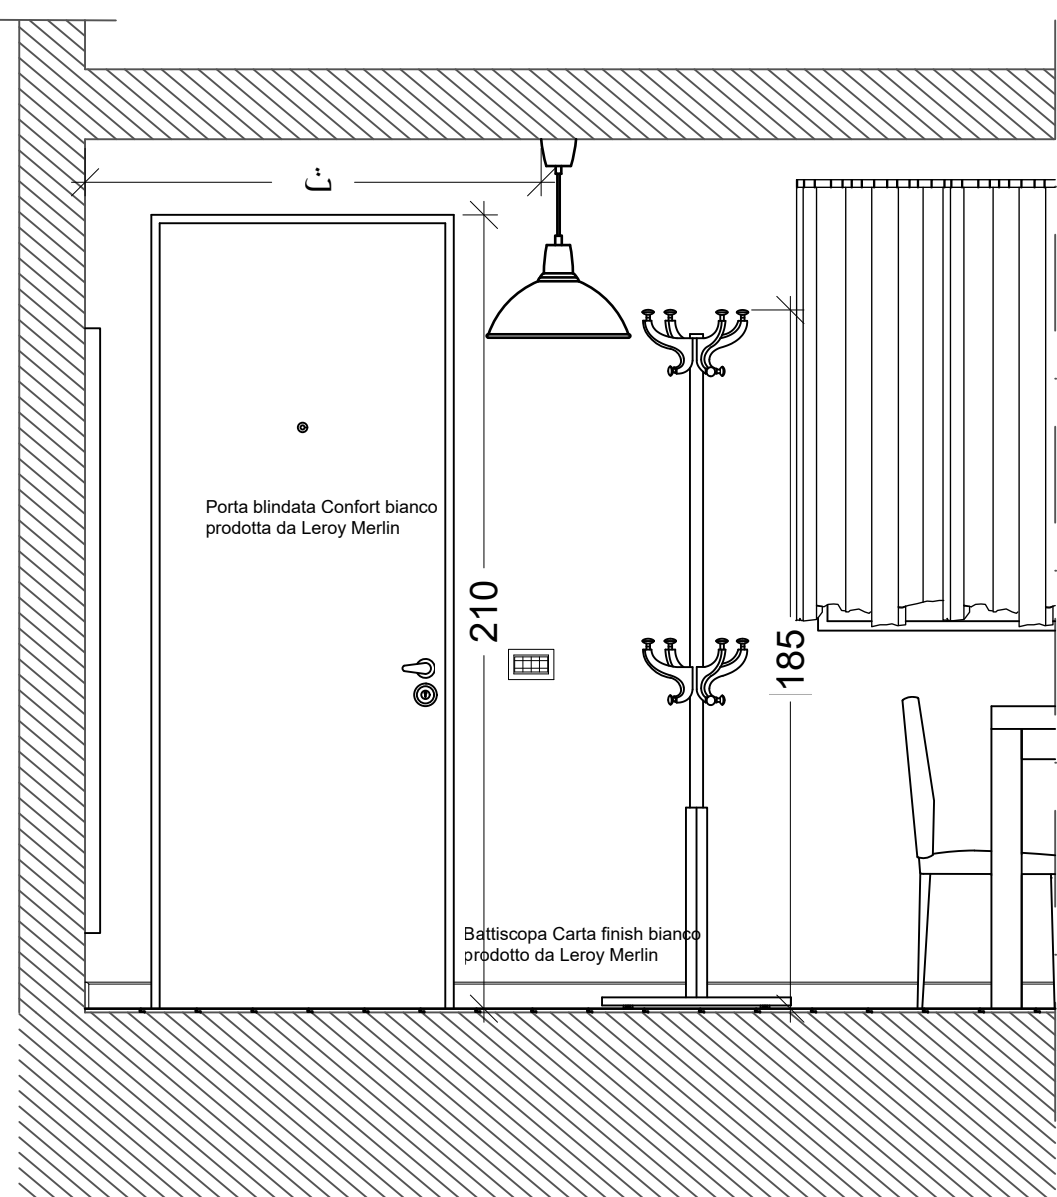 ث
Porta blindata Confort bianco
prodotta da Leroy Merlin
210
185
Battiscopa Carta finish bianco
prodotto da Leroy Merlin